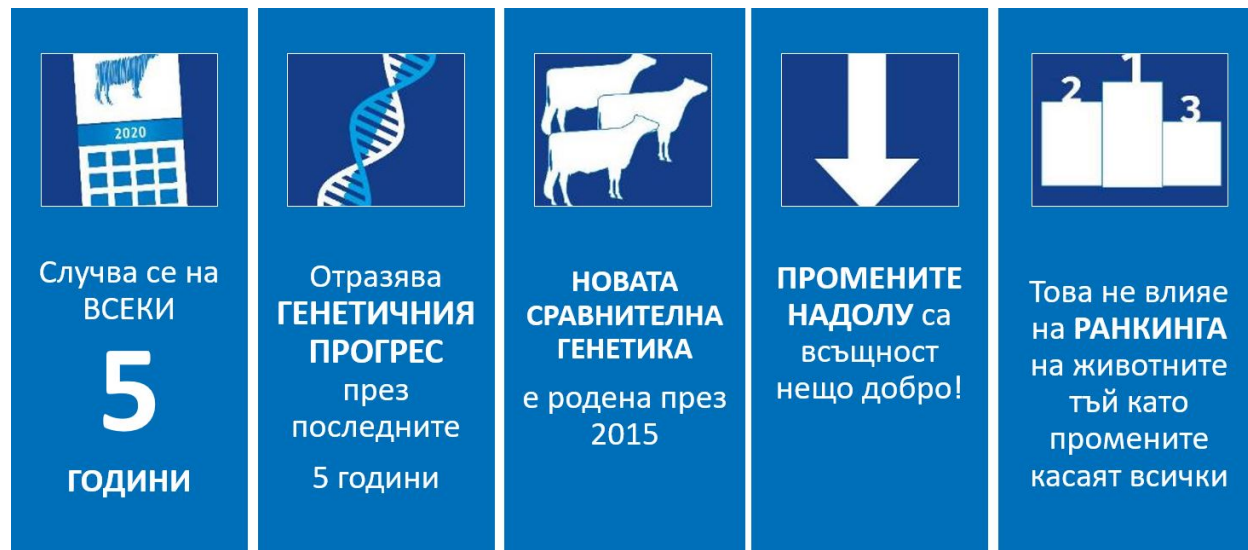 2020
Случва се на
ВСЕКИ
5
ГОДИНИ
Отразява
ГЕНЕТИЧНИЯ
ПРОГРЕС
през
последните
5 години
НОВАТА
СРАВНИТЕЛНА
ГЕНЕТИКА
е родена през
2015
ПРОМЕНИТЕ
НАДОЛУ са
всъщност
нещо добро!
2
1
3
Това не влияе
на РАНКИНГА
на животните
тъй като
промените
касаят всички